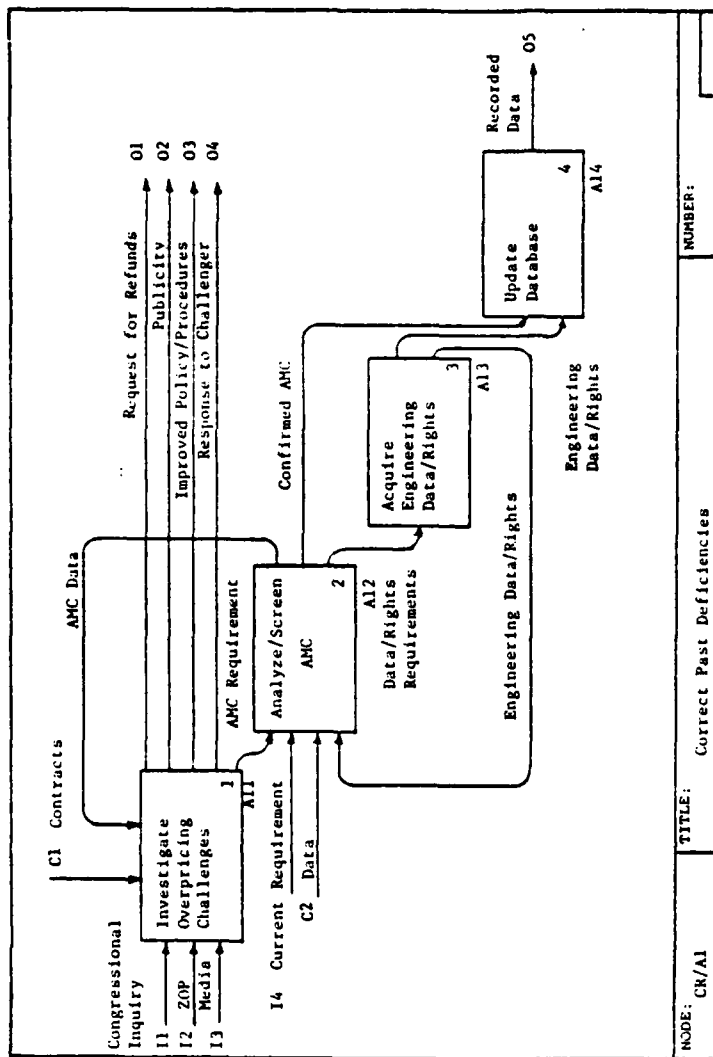 C1 Contracts
AMC Data
Congressional
Inquiry
I1
I2 ZOP
Media
I3
Investigate
Overpricing
Challenges
1
A11
Request for Refunds
O1
Publicity
O2
Improved Policy/Procedures
O3
Response to Challenger
O4
AMC Requirement
I4 Current Requirement
C2 Data
Analyze/Screen
AMC
2
A12
Data/Rights
Requirements
Confirmed AMC
Acquire
Engineering
Data/Rights
3
A13
Engineering Data/Rights
Engineering
Data/Rights
Update
Database
4
A14
Recorded
Data
O5
NODE: CR/A1
TITLE:
Correct Past Deficiencies
NUMBER: